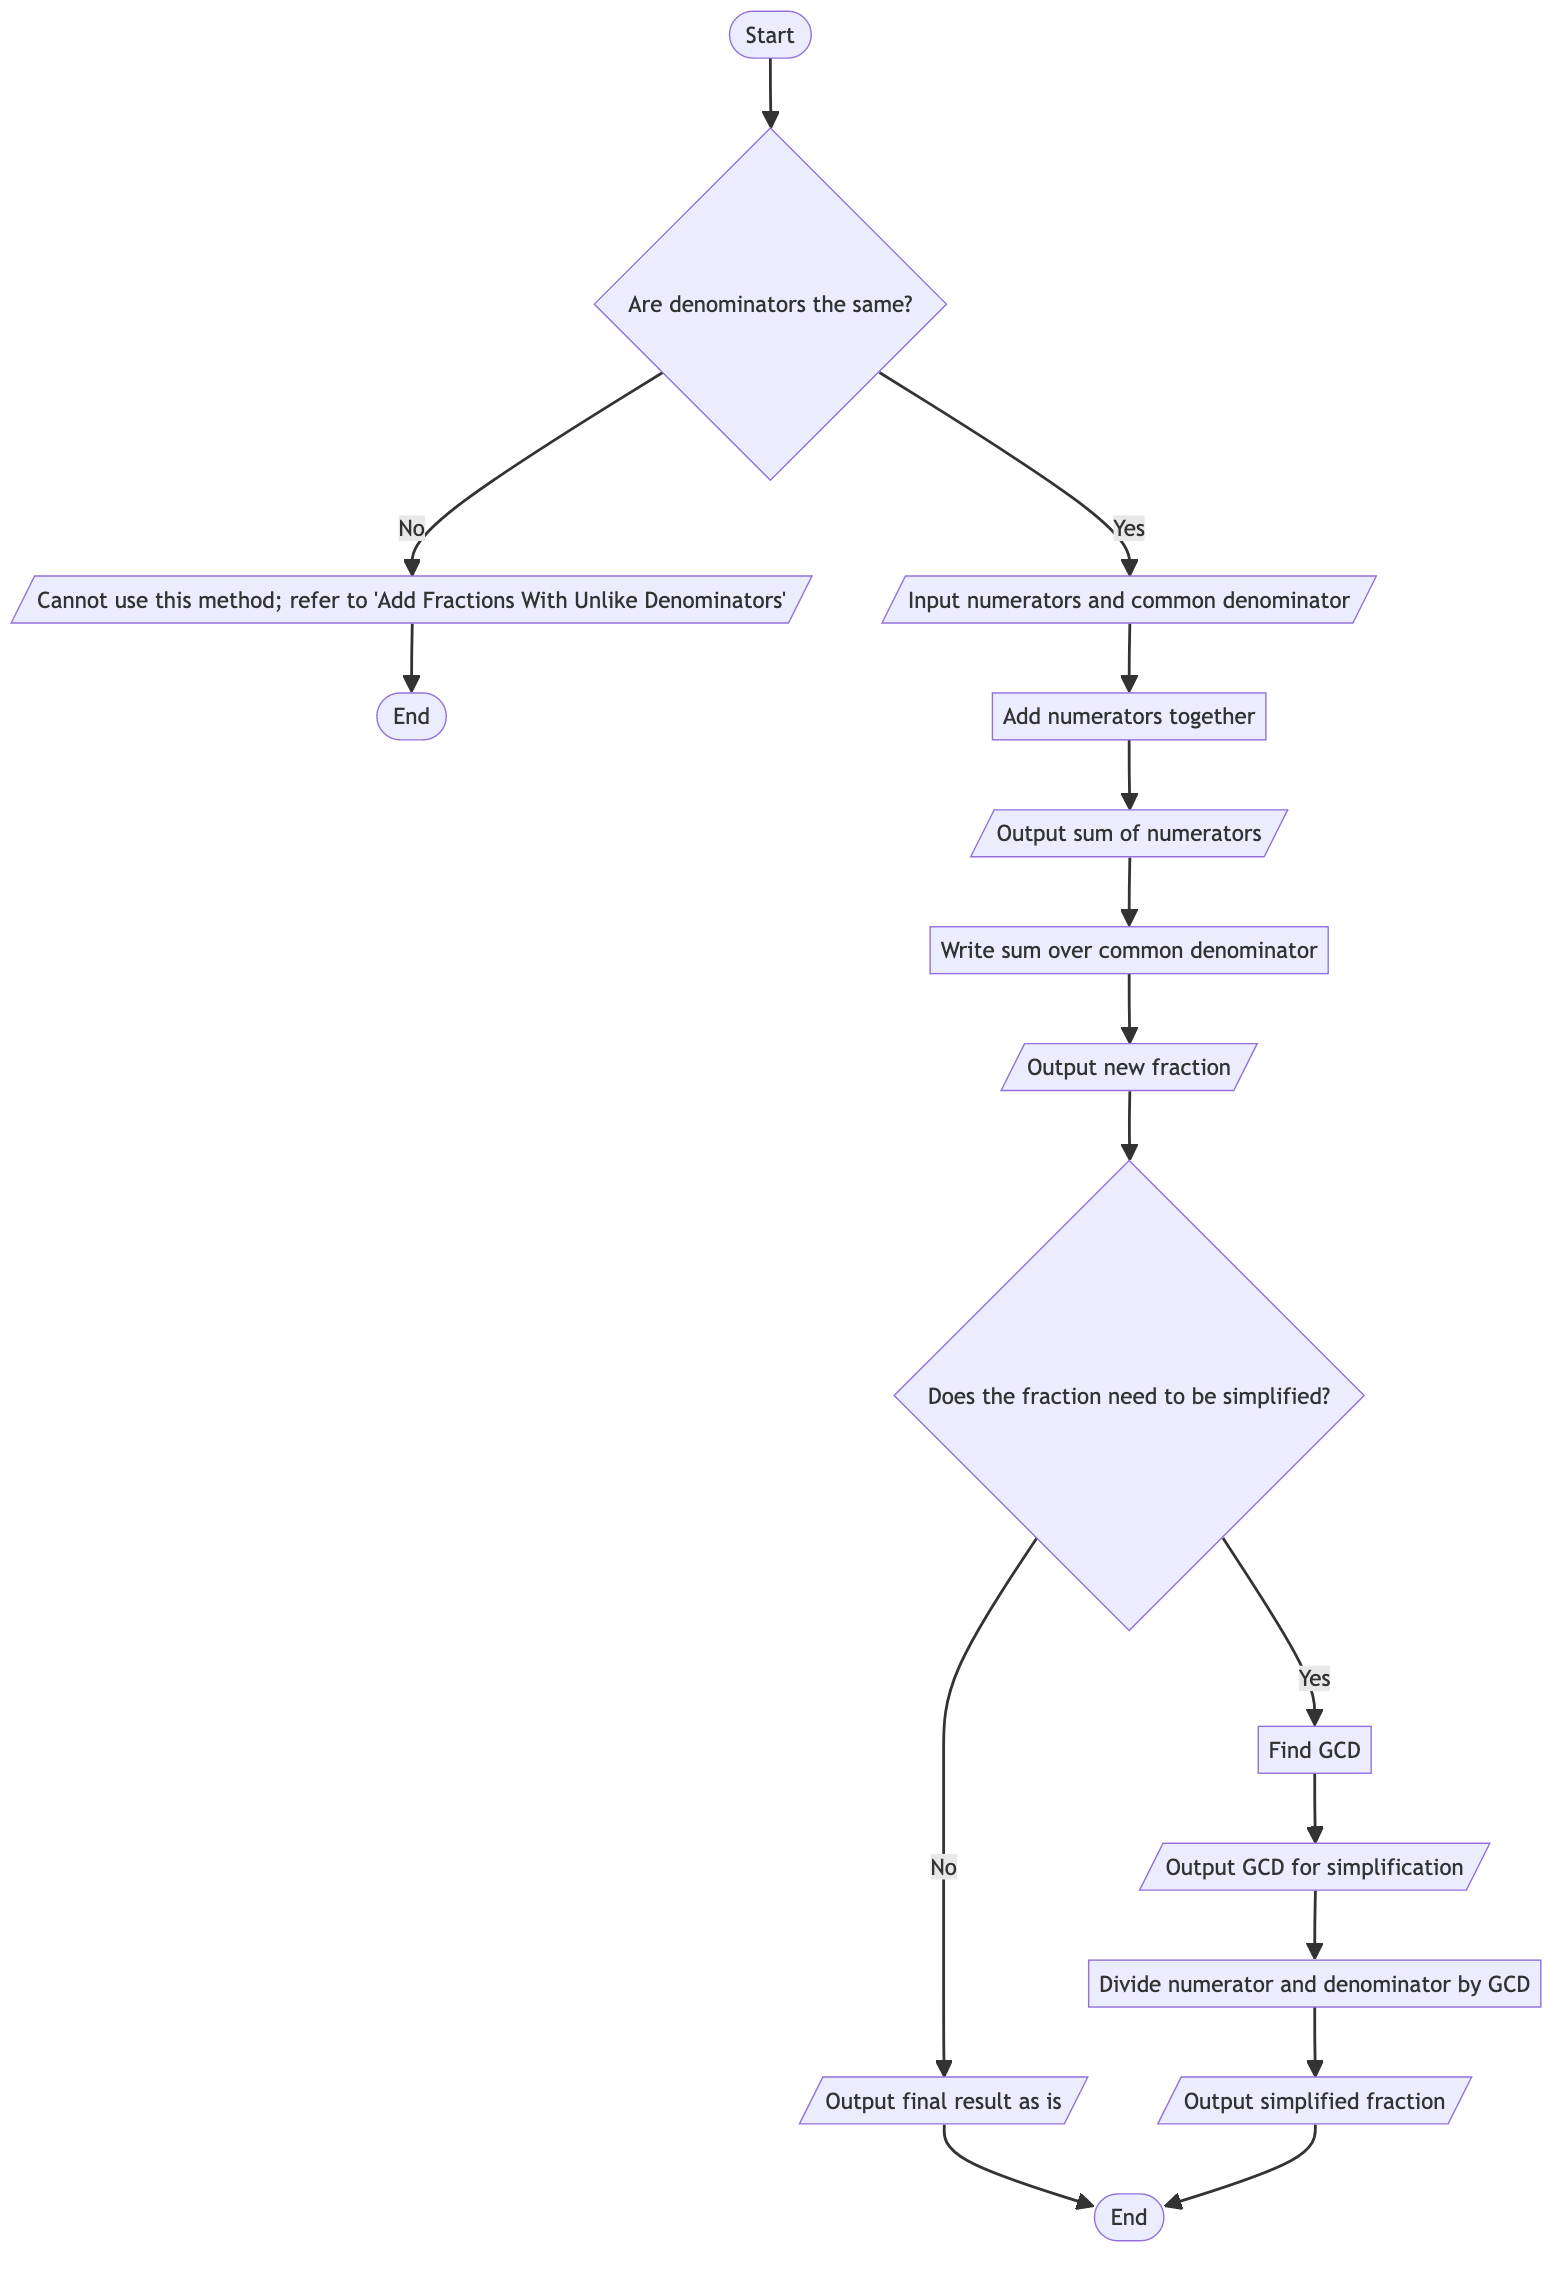 Start
Are denominators the same?
No
Yes
Cannot use this method; refer to 'Add Fractions With Unlike Denominators'
Input numerators and common denominator
End
Add numerators together
Output sum of numerators
Write sum over common denominator
Output new fraction
Does the fraction need to be simplified?
Yes
Find GCD
No
Output GCD for simplification
Divide numerator and denominator by GCD
Output final result as is
Output simplified fraction
End